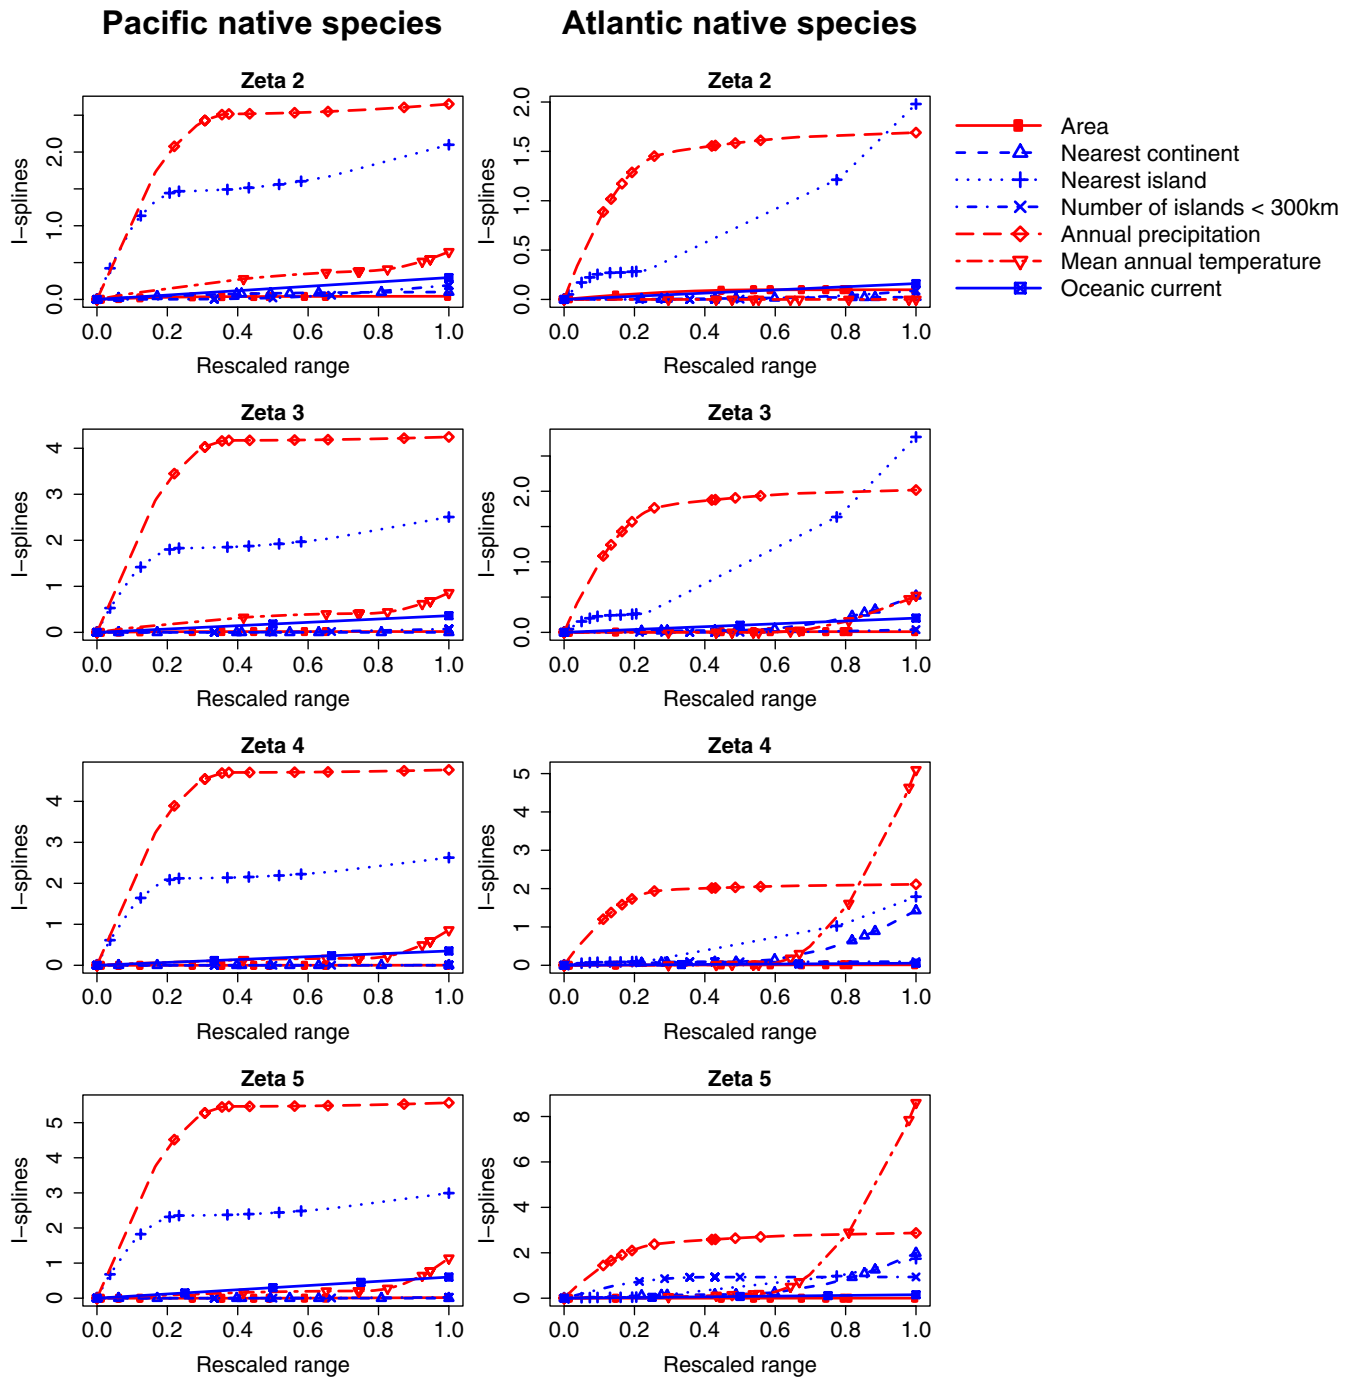 Pacific native species
Atlantic native species
Zeta 2
I−splines
0.0 1.0 2.0
0.0 0.2 0.4 0.6 0.8 1.0
Rescaled range
Zeta 2
I−splines
0.0 0.5 1.0 1.5 2.0
0.0 0.2 0.4 0.6 0.8 1.0
Rescaled range
Area
Nearest continent
Nearest island
Number of islands < 300km
Annual precipitation
Mean annual temperature
Oceanic current
Zeta 3
I−splines
0 1 2 3 4
0.0 0.2 0.4 0.6 0.8 1.0
Rescaled range
Zeta 3
I−splines
0.0 1.0 2.0
0.0 0.2 0.4 0.6 0.8 1.0
Rescaled range
Zeta 4
I−splines
0 1 2 3 4
0.0 0.2 0.4 0.6 0.8 1.0
Rescaled range
Zeta 4
I−splines
0 1 2 3 4 5
0.0 0.2 0.4 0.6 0.8 1.0
Rescaled range
Zeta 5
I−splines
0 1 2 3 4 5
0.0 0.2 0.4 0.6 0.8 1.0
Rescaled range
Zeta 5
I−splines
0 2 4 6 8
0.0 0.2 0.4 0.6 0.8 1.0
Rescaled range